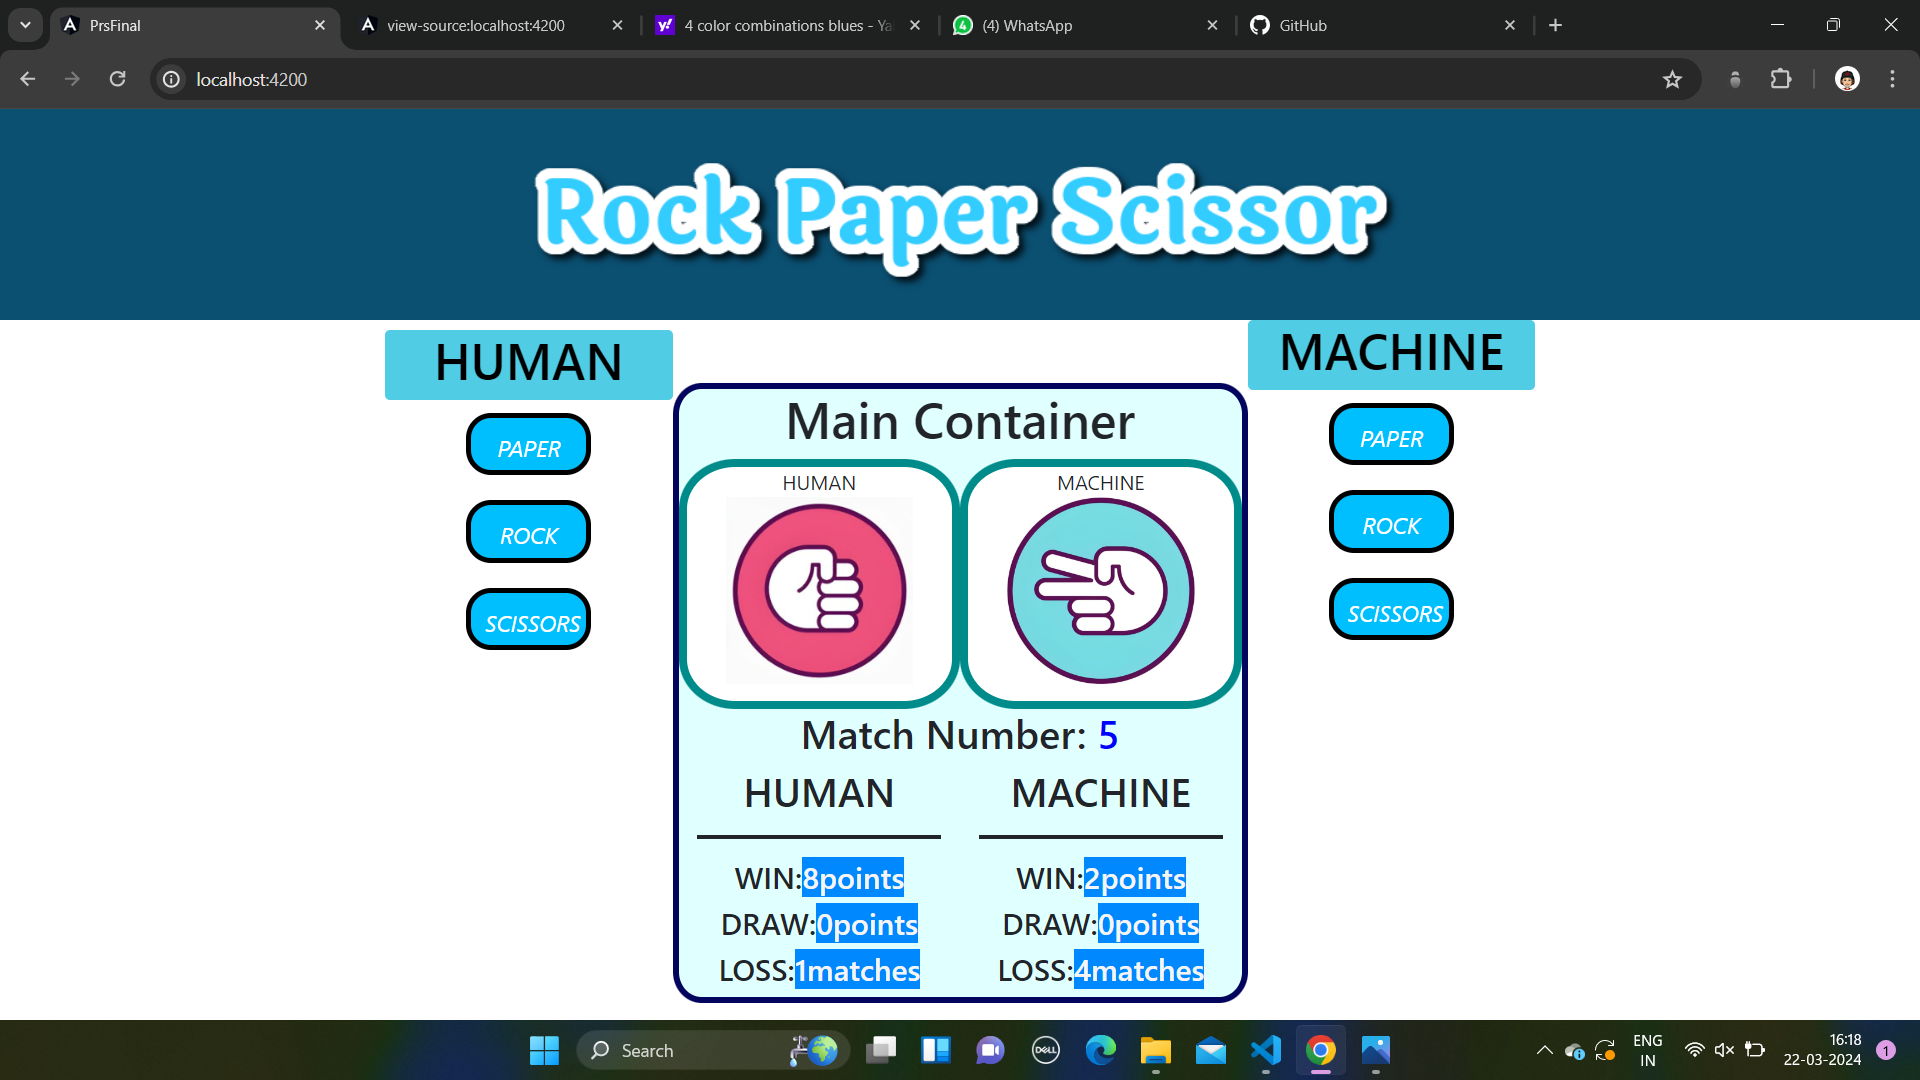 PrsFinal
view-source:localhost:4200
4 color combinations blues - Ya
(4) WhatsApp
GitHub
localhost:4200
Rock Paper Scissor
HUMAN
PAPER
ROCK
SCISSORS
Main Container
HUMAN
MACHINE
Match Number: 5
HUMAN
WIN:8points
DRAW:0points
LOSS:1matches
MACHINE
WIN:2points
DRAW:0points
LOSS:4matches
MACHINE
PAPER
ROCK
SCISSORS
Search
DELL
ENG
IN
16:18
22-03-2024
1